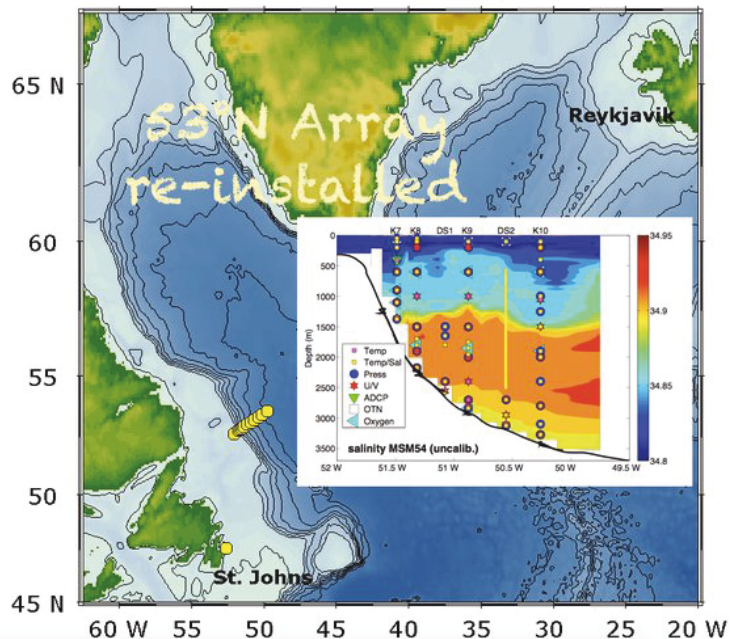 65 N
53°N Array
re-installed
Reykjavik
60
55
50
45 N
St. Johns
60 W 55 50 45 40 35 30 25 20 W
K7 K8 DS1 K9 DS2 K10
0
500
1000
1500
2000
2500
3000
3500
Depth (m)
Temp
Temp/Sal
Press
U/V
ADCP
OTN
Oxygen
salinity MSM54 (uncalib.)
52 W 51.5 W 51 W 50.5 W 50 W 49.5 W
34.95
34.9
34.85
34.8